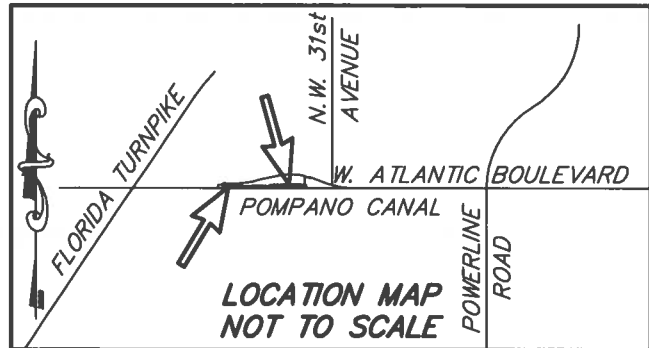 FLORIDA TURNPIKE
N.W. 31st
AVENUE
W. ATLANTIC BOULEVARD
POMPANO CANAL
POWERLINE
ROAD
LOCATION MAP
NOT TO SCALE